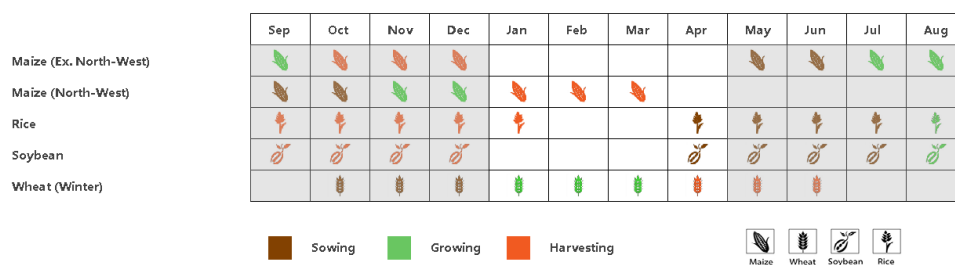 Sep Oct Nov Dec Jan Feb Mar Apr May Jun Jul Aug
Maize (Ex. North-West)
Maize (North-West)
Rice
Soybean
Wheat (Winter)
Sowing Growing Harvesting
Maize Wheat Soybean Rice